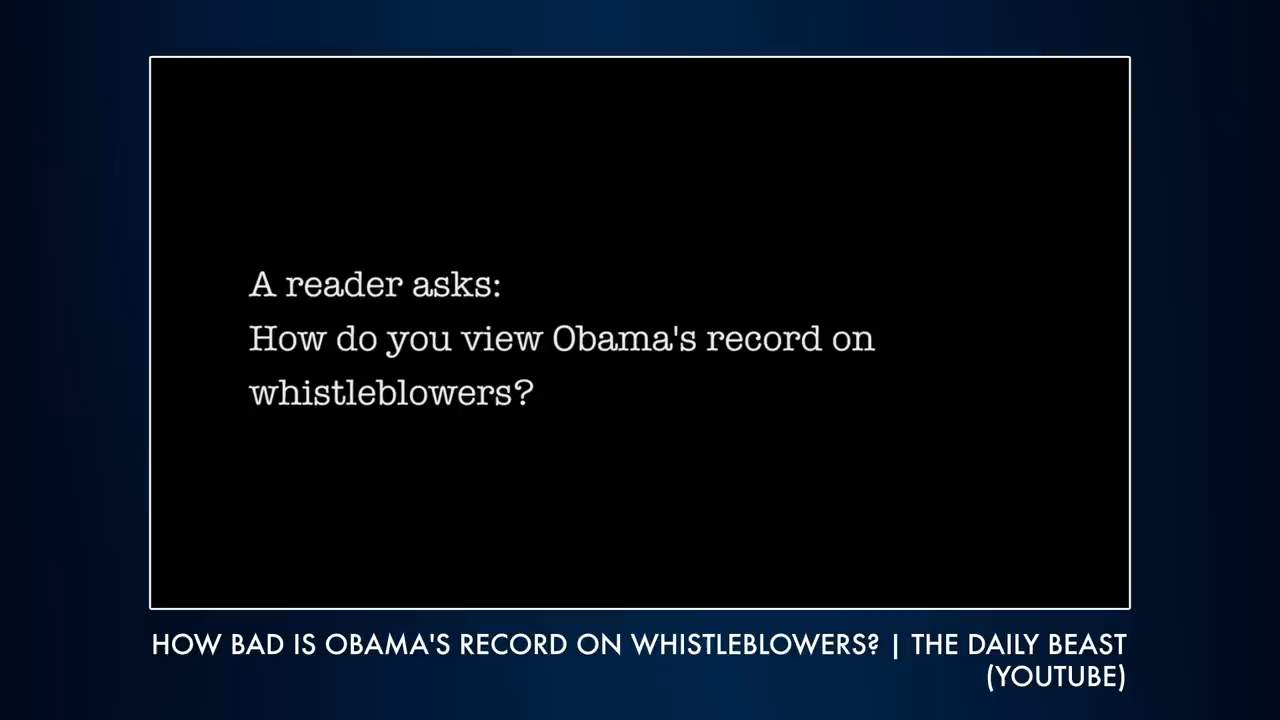 A reader asks:
How do you view Obama's record on
whistleblowers?
HOW BAD IS OBAMA'S RECORD ON WHISTLEBLOWERS? | THE DAILY BEAST
(YOUTUBE)